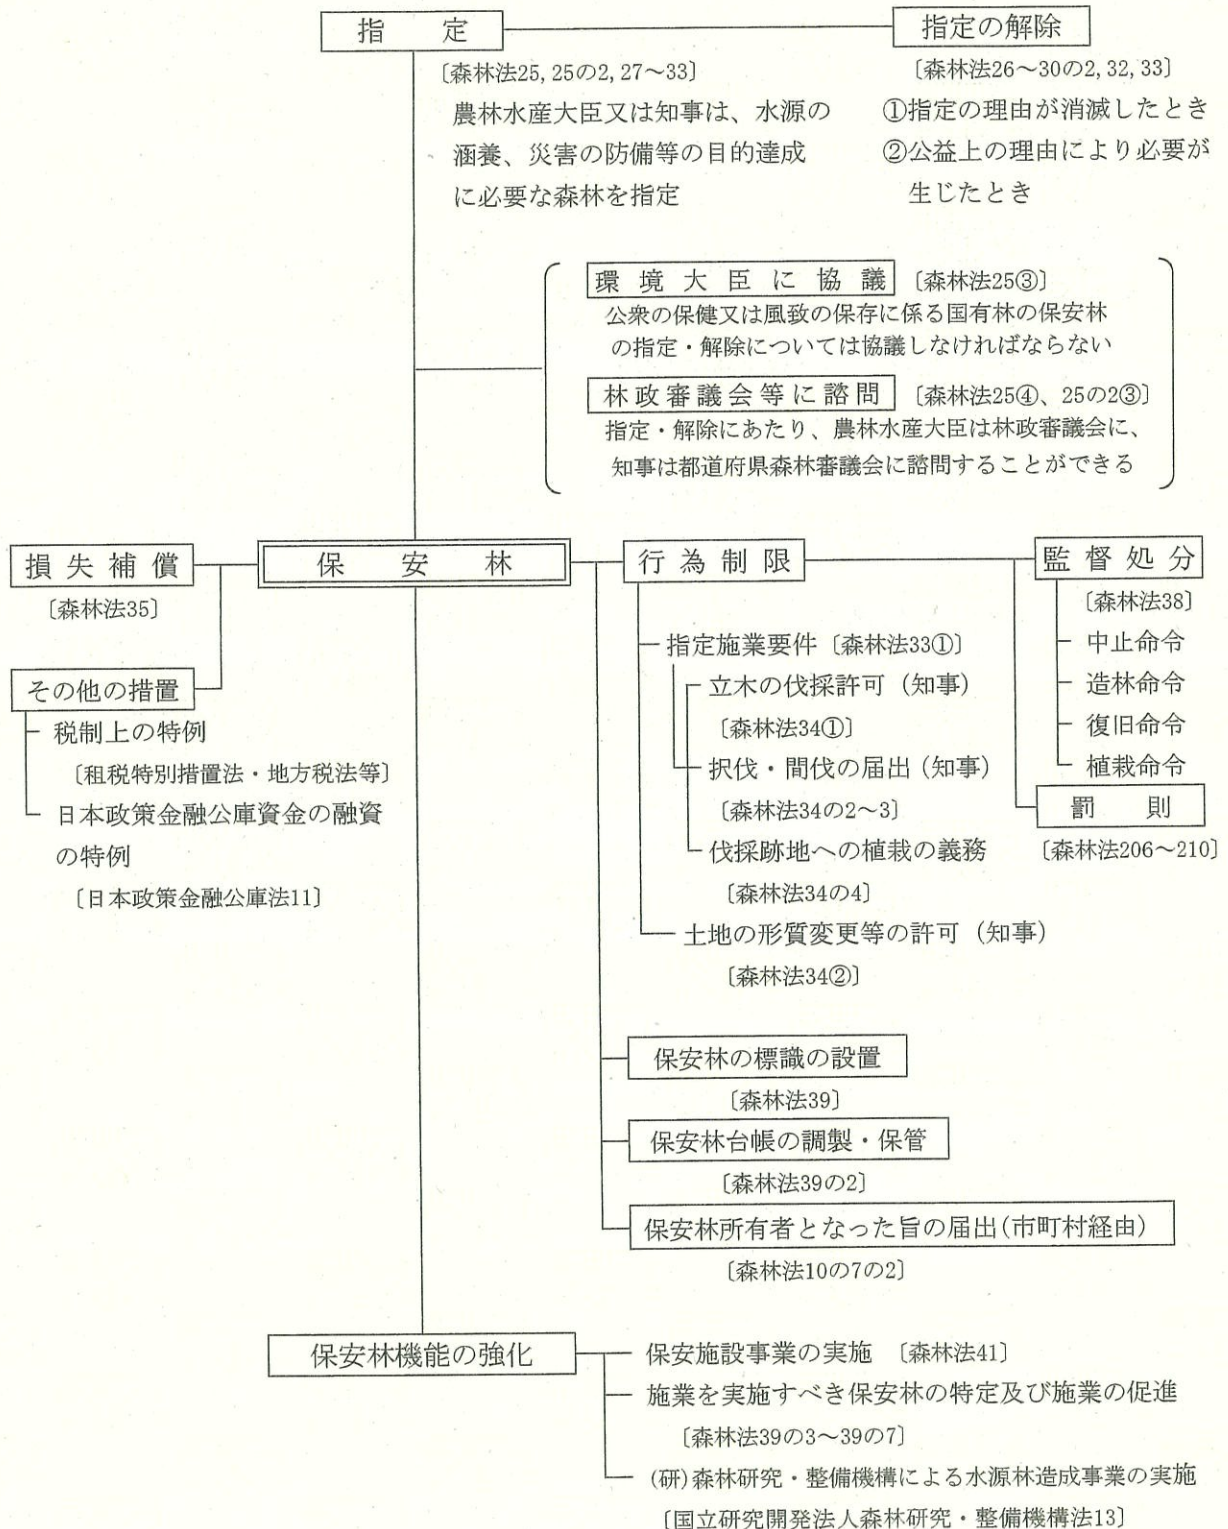 指定
指定の解除
〔森林法25, 25の2, 27～33〕
農林水産大臣又は知事は、水源の
涵養、災害の防備等の目的達成
に必要な森林を指定
〔森林法26～30の2, 32, 33〕
①指定の理由が消滅したとき
②公益上の理由により必要が
生じたとき
環境大臣に協議 〔森林法25③〕
公衆の保健又は風致の保存に係る国有林の保安林
の指定・解除については協議しなければならない
林政審議会等に諮問 〔森林法25④、25の2③〕
指定・解除にあたり、農林水産大臣は林政審議会に、
知事は都道府県森林審議会に諮問することができる
損失補償
〔森林法35〕
その他の措置
税制上の特例
〔租税特別措置法・地方税法等〕
日本政策金融公庫資金の融資
の特例
〔日本政策金融公庫法11〕
保安林
行為制限
指定施業要件〔森林法33①〕
立木の伐採許可（知事）
〔森林法34①〕
択伐・間伐の届出（知事）
〔森林法34の2～3〕
伐採跡地への植栽の義務
〔森林法34の4〕
土地の形質変更等の許可（知事）
〔森林法34②〕
監督処分
〔森林法38〕
中止命令
造林命令
復旧命令
植栽命令
罰則
〔森林法206～210〕
保安林の標識の設置
〔森林法39〕
保安林台帳の調製・保管
〔森林法39の2〕
保安林所有者となった旨の届出（市町村経由）
〔森林法10の7の2〕
保安林機能の強化
保安施設事業の実施 〔森林法41〕
施業を実施すべき保安林の特定及び施業の促進
〔森林法39の3～39の7〕
(研)森林研究・整備機構による水源林造成事業の実施
〔国立研究開発法人森林研究・整備機構法13〕